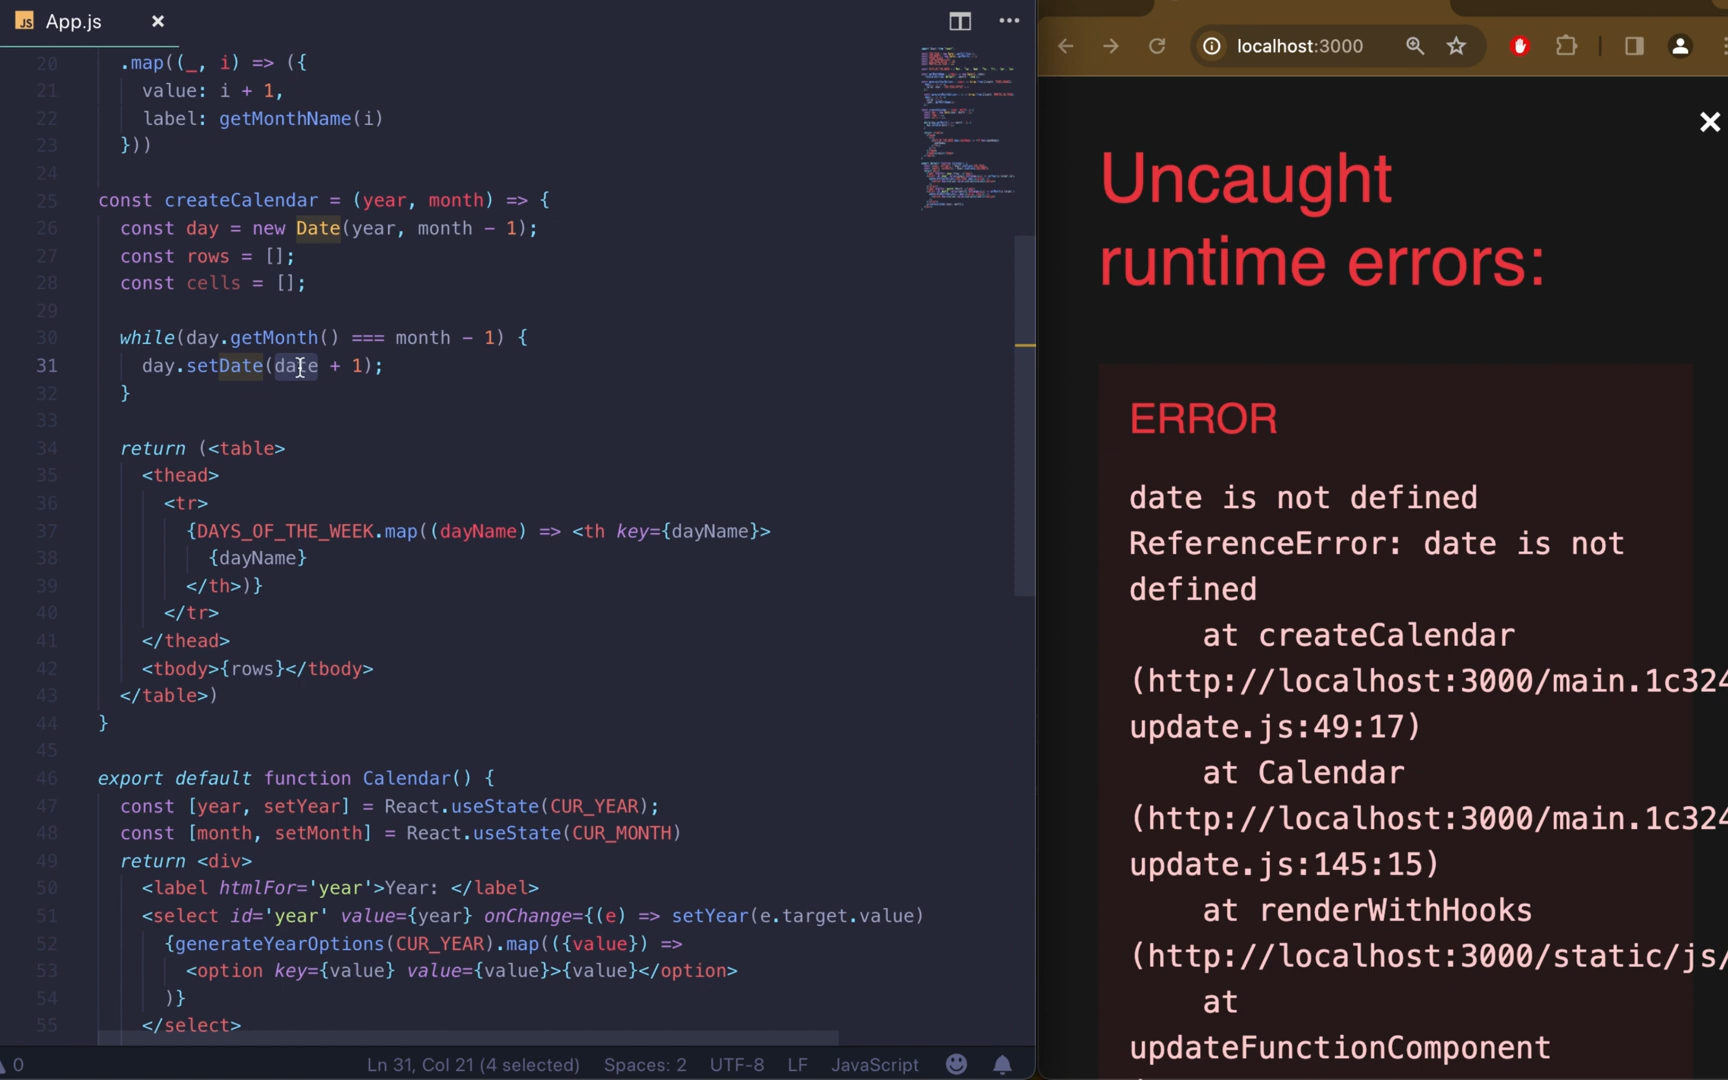 JS App.js ×
20 .map((_, i) => ({
21 value: i + 1,
22 label: getMonthName(i)
23 }))
24
25 const createCalendar = (year, month) => {
26 const day = new Date(year, month - 1);
27 const rows = [];
28 const cells = [];
29
30 while(day.getMonth() === month - 1) {
31 day.setDate(date + 1);
32 }
33
34 return (<table>
35 <thead>
36 <tr>
37 {DAYS_OF_THE_WEEK.map((dayName) => <th key={dayName}>
38 {dayName}
39 </th>)}
40 </tr>
41 </thead>
42 <tbody>{rows}</tbody>
43 </table>)
44 }
45
46 export default function Calendar() {
47 const [year, setYear] = React.useState(CUR_YEAR);
48 const [month, setMonth] = React.useState(CUR_MONTH)
49 return <div>
50 <label htmlFor='year'>Year: </label>
51 <select id='year' value={year} onChange={(e) => setYear(e.target.value)
52 {generateYearOptions(CUR_YEAR).map(({value}) =>
53 <option key={value} value={value}>{value}</option>
54 )}
55 </select>
0 Ln 31, Col 21 (4 selected) Spaces: 2 UTF-8 LF JavaScript
localhost:3000
×
Uncaught
runtime errors:
ERROR
date is not defined
ReferenceError: date is not
defined
at createCalendar
(http://localhost:3000/main.1c324
update.js:49:17)
at Calendar
(http://localhost:3000/main.1c324
update.js:145:15)
at renderWithHooks
(http://localhost:3000/static/js/
at
updateFunctionComponent